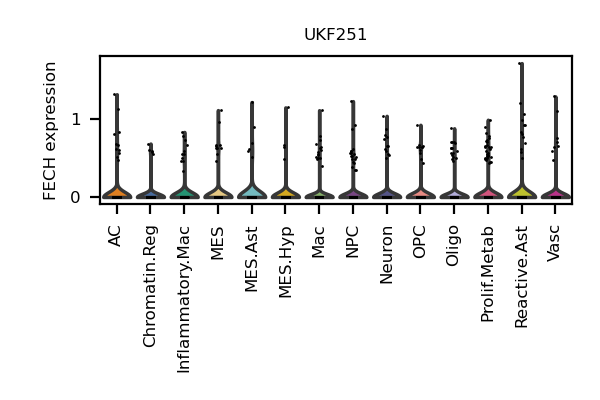 UKF251
FECH expression
1
0
AC
Chromatin.Reg
Inflammatory.Mac
MES
MES.Ast
MES.Hyp
Mac
NPC
Neuron
OPC
Oligo
Prolif.Metab
Reactive.Ast
Vasc